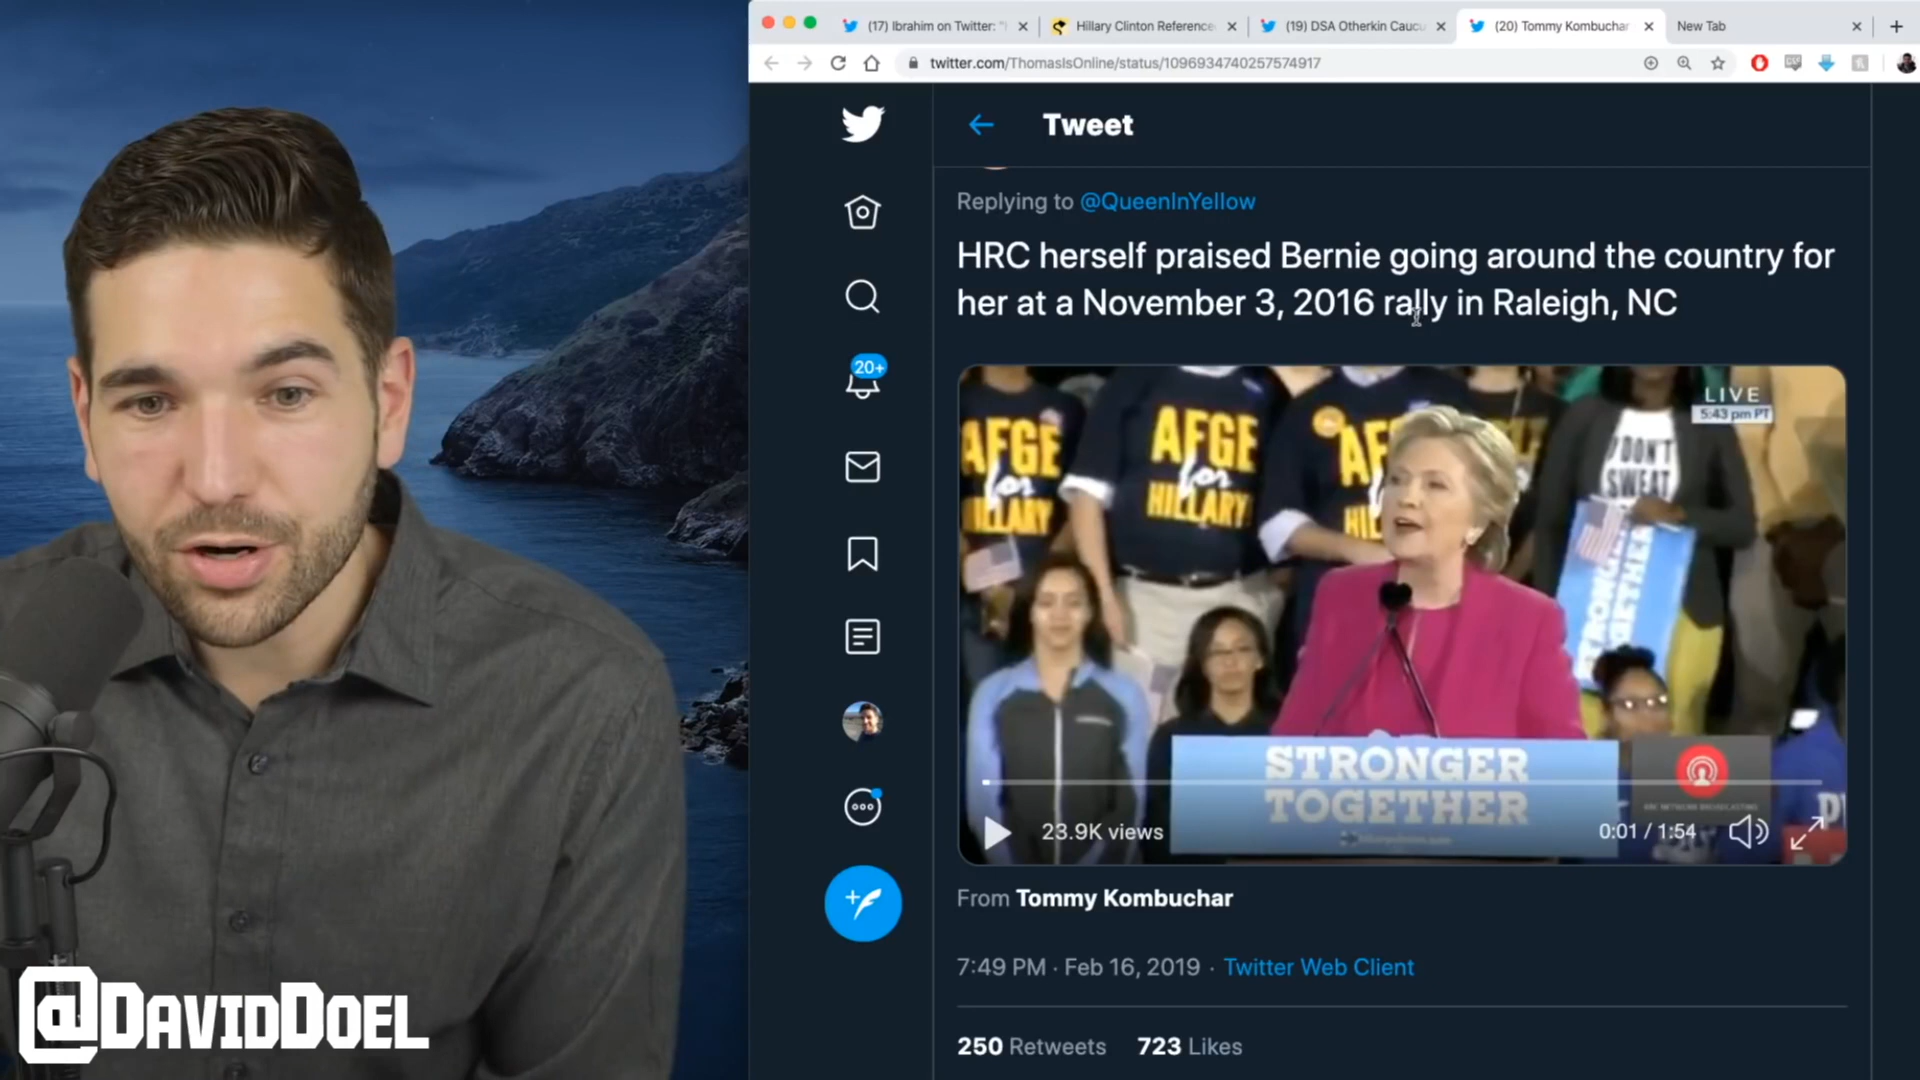 (17) Ibrahim on Twitter: "I
Hillary Clinton Reference
(19) DSA Otherkin Caucu
(20) Tommy Kombuchar
New Tab
twitter.com/ThomasIsOnline/status/1096934740257574917
Tweet
Replying to @QueenInYellow
HRC herself praised Bernie going around the country for
her at a November 3, 2016 rally in Raleigh, NC
20+
LIVE
5:43 pm PT
AFGE
for
HILLARY
AFGE
for
HILLARY
I DON'T
SWEAT
STRONGER
TOGETHER
STRONGER
TOGETHER
23.9K views
0:01 / 1:54
From Tommy Kombuchar
7:49 PM · Feb 16, 2019 · Twitter Web Client
250 Retweets 723 Likes
@DAVIDDOEL